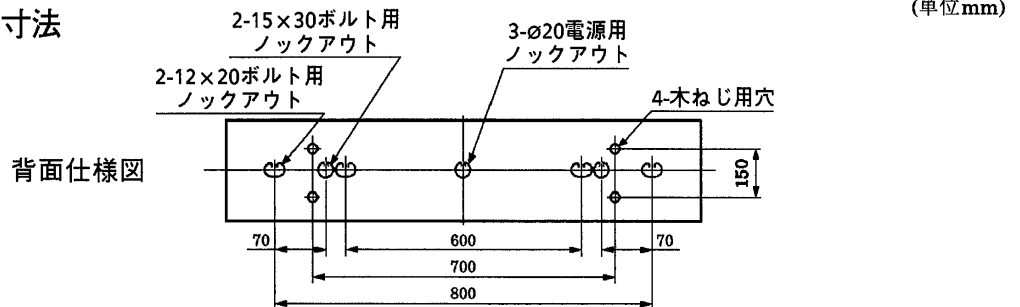 寸法
(単位mm)
2-15×30ボルト用
ノックアウト
3-ø20電源用
ノックアウト
2-12×20ボルト用
ノックアウト
4-木ねじ用穴
背面仕様図
150
70
600
70
700
800